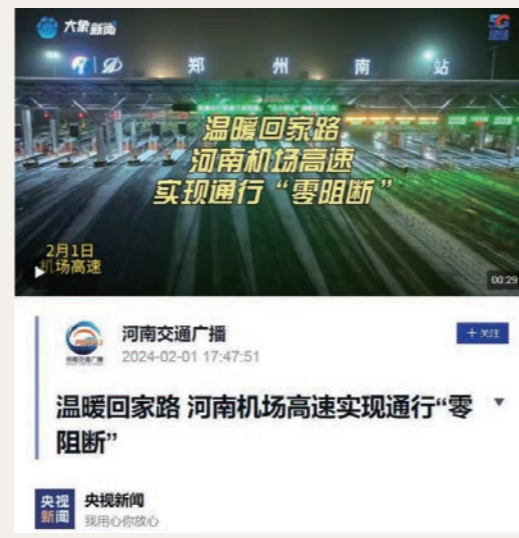 大象新闻
5G
郑州南站
温暖回家路
河南机场高速
实现通行“零阻断”
2月1日
机场高速
00:29
河南交通广播
2024-02-01 17:47:51
+关注
温暖回家路 河南机场高速实现通行“零
阻断”
央视
新闻
央视新闻
我用心你放心